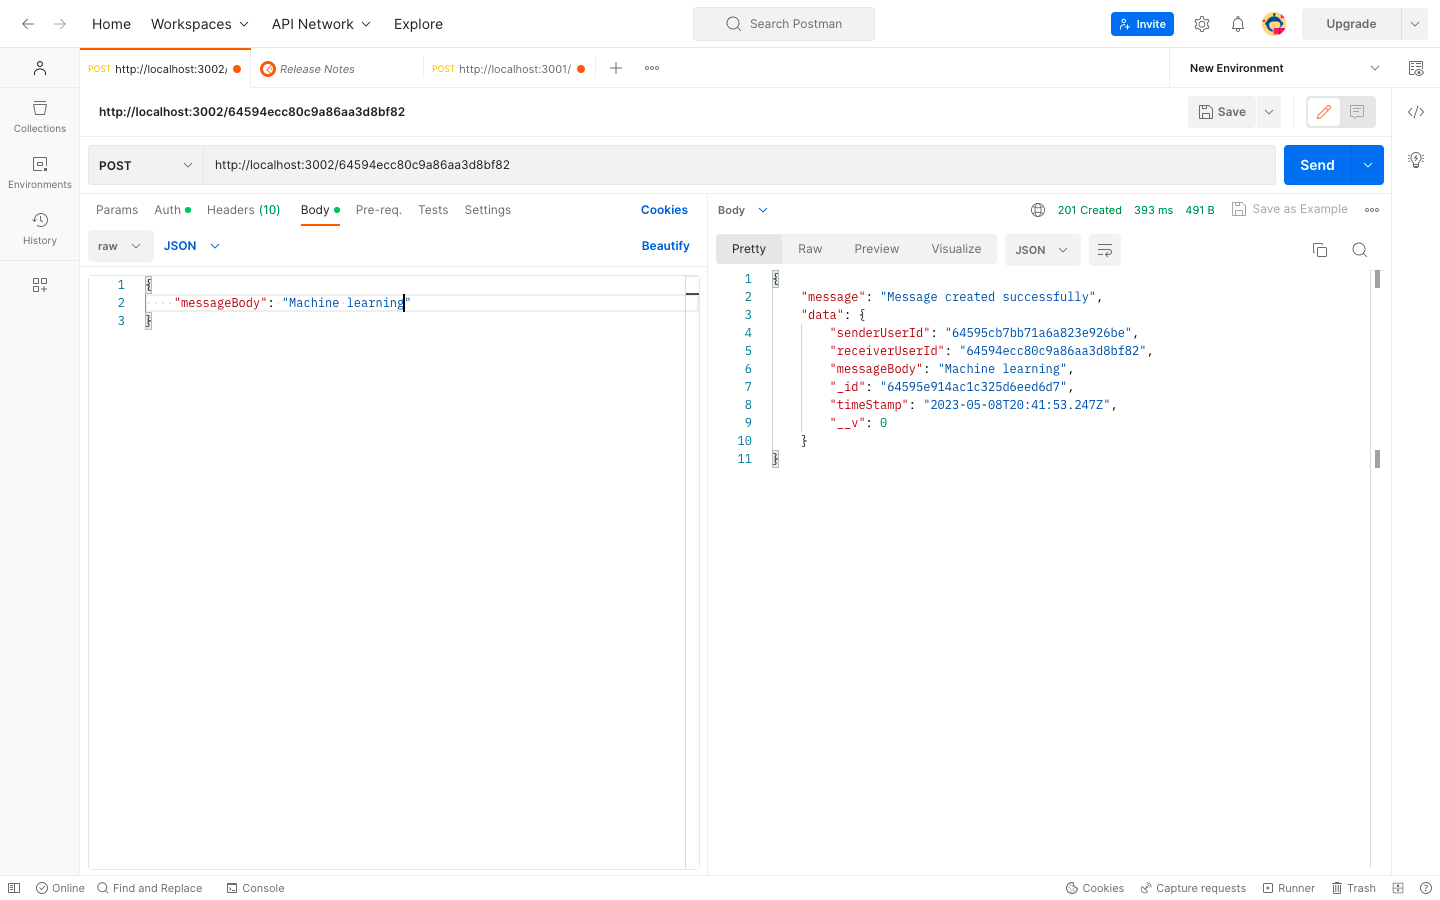 Home Workspaces API Network Explore Search Postman Invite Upgrade
POST http://localhost:3002/ Release Notes POST http://localhost:3001/ New Environment
http://localhost:3002/64594ecc80c9a86aa3d8bf82 Save
POST http://localhost:3002/64594ecc80c9a86aa3d8bf82 Send
Collections
Environments
History
Params Auth Headers (10) Body Pre-req. Tests Settings Cookies
raw JSON Beautify
1 {
2 "messageBody": "Machine learning"
3 }
Body 201 Created 393 ms 491 B Save as Example
Pretty Raw Preview Visualize JSON
1 {
2 "message": "Message created successfully",
3 "data": {
4 "senderUserId": "64595cb7bb71a6a823e926be",
5 "receiverUserId": "64594ecc80c9a86aa3d8bf82",
6 "messageBody": "Machine learning",
7 "_id": "64595e914ac1c325d6eed6d7",
8 "timeStamp": "2023-05-08T20:41:53.247Z",
9 "__v": 0
10 }
11 }
Online Find and Replace Console Cookies Capture requests Runner Trash